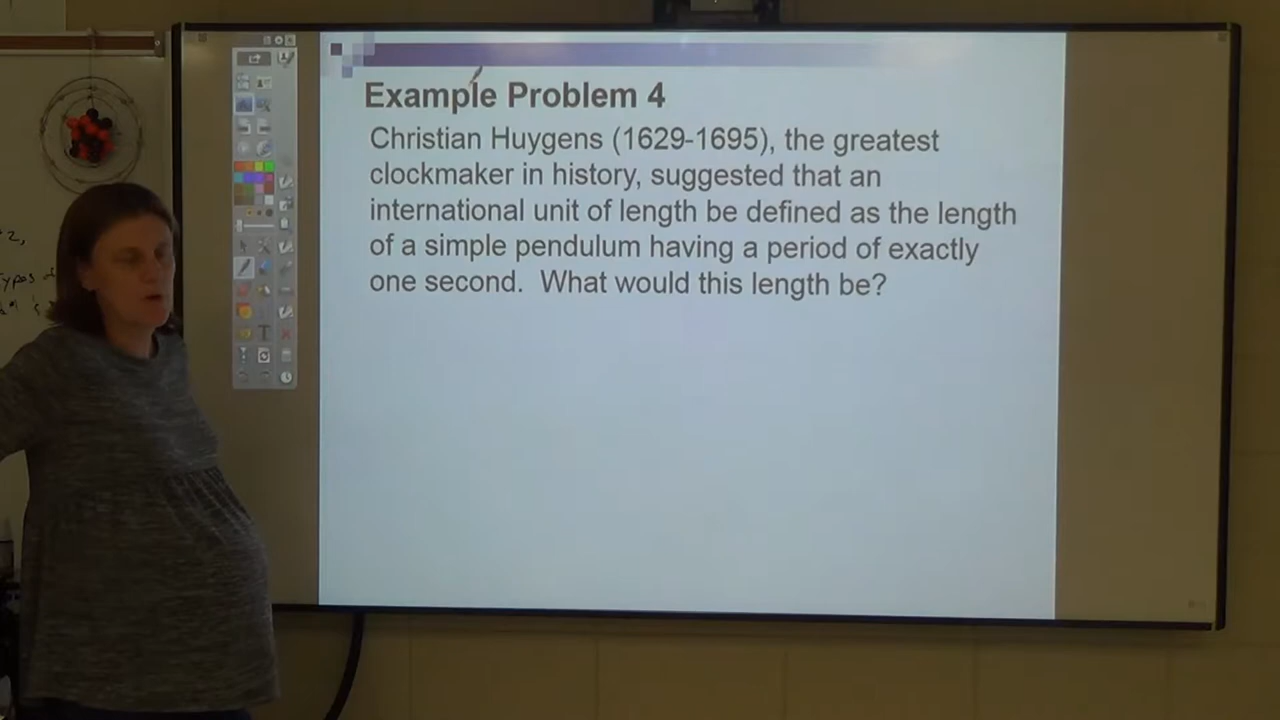 Example Problem 4
Christian Huygens (1629-1695), the greatest
clockmaker in history, suggested that an
international unit of length be defined as the length
of a simple pendulum having a period of exactly
one second. What would this length be?